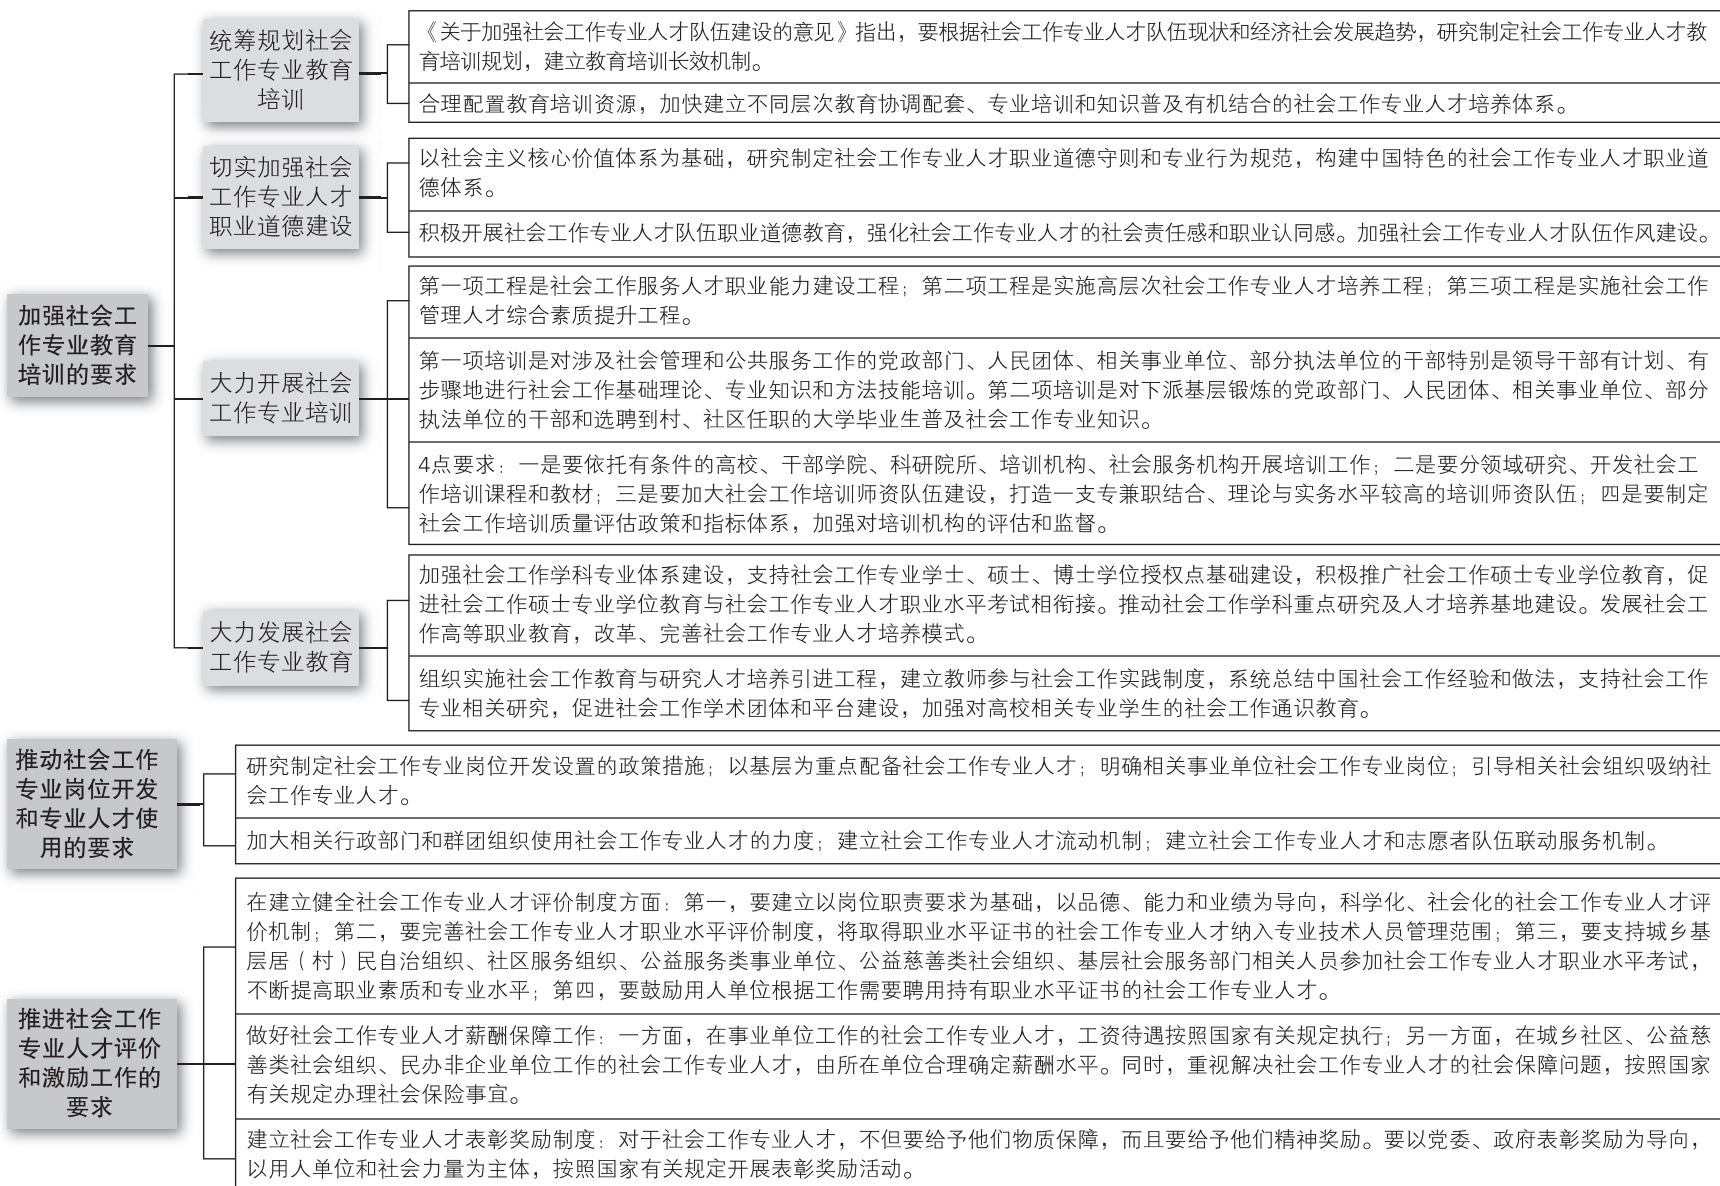 加强社会工
作专业教育
培训的要求
统筹规划社会
工作专业教育
培训
《关于加强社会工作专业人才队伍建设的意见》指出，要根据社会工作专业人才队伍现状和经济社会发展趋势，研究制定社会工作专业人才教
育培训规划，建立教育培训长效机制。
合理配置教育培训资源，加快建立不同层次教育协调配套、专业培训和知识普及有机结合的社会工作专业人才培养体系。
切实加强社会
工作专业人才
职业道德建设
以社会主义核心价值体系为基础，研究制定社会工作专业人才职业道德守则和专业行为规范，构建中国特色的社会工作专业人才职业道
德体系。
积极开展社会工作专业人才队伍职业道德教育，强化社会工作专业人才的社会责任感和职业认同感。加强社会工作专业人才队伍作风建设。
大力开展社会
工作专业培训
第一项工程是社会工作服务人才职业能力建设工程；第二项工程是实施高层次社会工作专业人才培养工程；第三项工程是实施社会工作
管理人才综合素质提升工程。
第一项培训是对涉及社会管理和公共服务工作的党政部门、人民团体、相关事业单位、部分执法单位的干部特别是领导干部有计划、有
步骤地进行社会工作基础理论、专业知识和方法技能培训。第二项培训是对下派基层锻炼的党政部门、人民团体、相关事业单位、部分
执法单位的干部和选聘到村、社区任职的大学毕业生普及社会工作专业知识。
4点要求：一是要依托有条件的高校、干部学院、科研院所、培训机构、社会服务机构开展培训工作；二是要分领域研究、开发社会工
作培训课程和教材；三是要加大社会工作培训师资队伍建设，打造一支专兼职结合、理论与实务水平较高的培训师资队伍；四是要制定
社会工作培训质量评估政策和指标体系，加强对培训机构的评估和监督。
大力发展社会
工作专业教育
加强社会工作学科专业体系建设，支持社会工作专业学士、硕士、博士学位授权点基础建设，积极推广社会工作硕士专业学位教育，促
进社会工作硕士专业学位教育与社会工作专业人才职业水平考试相衔接。推动社会工作学科重点研究及人才培养基地建设。发展社会工
作高等职业教育，改革、完善社会工作专业人才培养模式。
组织实施社会工作教育与研究人才培养引进工程，建立教师参与社会工作实践制度，系统总结中国社会工作经验和做法，支持社会工作
专业相关研究，促进社会工作学术团体和平台建设，加强对高校相关专业学生的社会工作通识教育。
推动社会工作
专业岗位开发
和专业人才使
用的要求
研究制定社会工作专业岗位开发设置的政策措施；以基层为重点配备社会工作专业人才；明确相关事业单位社会工作专业岗位；引导相关社会组织吸纳社
会工作专业人才。
加大相关行政部门和群团组织使用社会工作专业人才的力度；建立社会工作专业人才流动机制；建立社会工作专业人才和志愿者队伍联动服务机制。
推进社会工作
专业人才评价
和激励工作的
要求
在建立健全社会工作专业人才评价制度方面：第一，要建立以岗位职责要求为基础，以品德、能力和业绩为导向，科学化、社会化的社会工作专业人才评
价机制；第二，要完善社会工作专业人才职业水平评价制度，将取得职业水平证书的社会工作专业人才纳入专业技术人员管理范围；第三，要支持城乡基
层居（村）民自治组织、社区服务组织、公益服务类事业单位、公益慈善类社会组织、基层社会服务部门相关人员参加社会工作专业人才职业水平考试，
不断提高职业素质和专业水平；第四，要鼓励用人单位根据工作需要聘用持有职业水平证书的社会工作专业人才。
做好社会工作专业人才薪酬保障工作：一方面，在事业单位工作的社会工作专业人才，工资待遇按照国家有关规定执行；另一方面，在城乡社区、公益慈
善类社会组织、民办非企业单位工作的社会工作专业人才，由所在单位合理确定薪酬水平。同时，重视解决社会工作专业人才的社会保障问题，按照国家
有关规定办理社会保险事宜。
建立社会工作专业人才表彰奖励制度：对于社会工作专业人才，不但要给予他们物质保障，而且要给予他们精神奖励。要以党委、政府表彰奖励为导向，
以用人单位和社会力量为主体，按照国家有关规定开展表彰奖励活动。